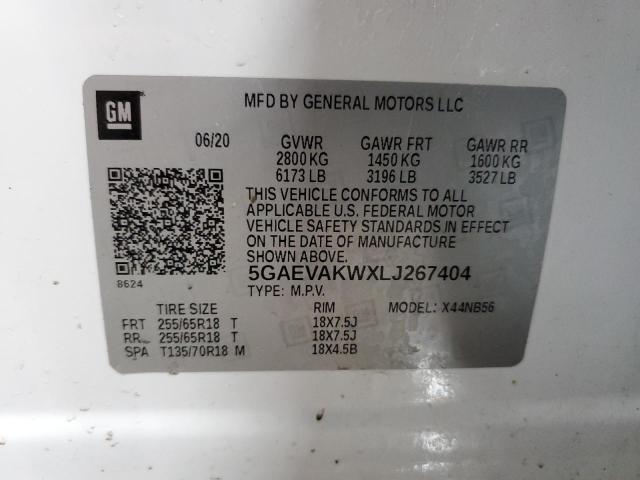 GM
MFD BY GENERAL MOTORS LLC
06/20 GVWR GAWR FRT GAWR RR
2800 KG 1450 KG 1600 KG
6173 LB 3196 LB 3527 LB
THIS VEHICLE CONFORMS TO ALL
APPLICABLE U.S. FEDERAL MOTOR
VEHICLE SAFETY STANDARDS IN EFFECT
ON THE DATE OF MANUFACTURE
SHOWN ABOVE.
8624
5GAEVAKWXLJ267404
TYPE: M.P.V. MODEL: X44NB56
TIRE SIZE RIM
FRT 255/65R18 T 18X7.5J
RR 255/65R18 T 18X7.5J
SPA T135/70R18 M 18X4.5B